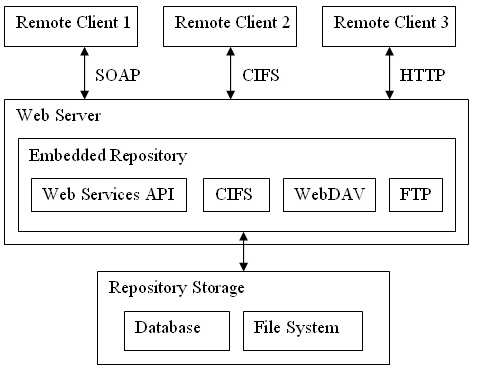 Remote Client 1
Remote Client 2
Remote Client 3
SOAP
CIFS
HTTP
Web Server
Embedded Repository
Web Services API
CIFS
WebDAV
FTP
Repository Storage
Database
File System